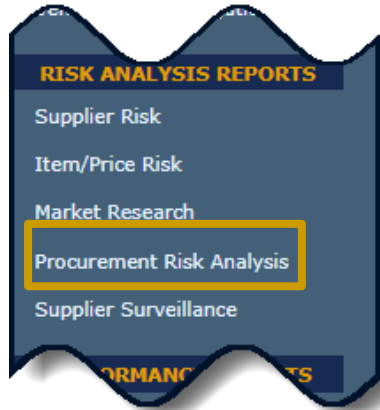 RISK ANALYSIS REPORTS
Supplier Risk
Item/Price Risk
Market Research
Procurement Risk Analysis
Supplier Surveillance